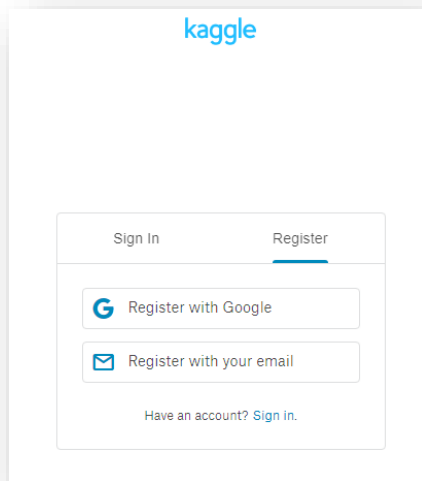 kaggle
Sign In
Register
Register with Google
Register with your email
Have an account? Sign in.